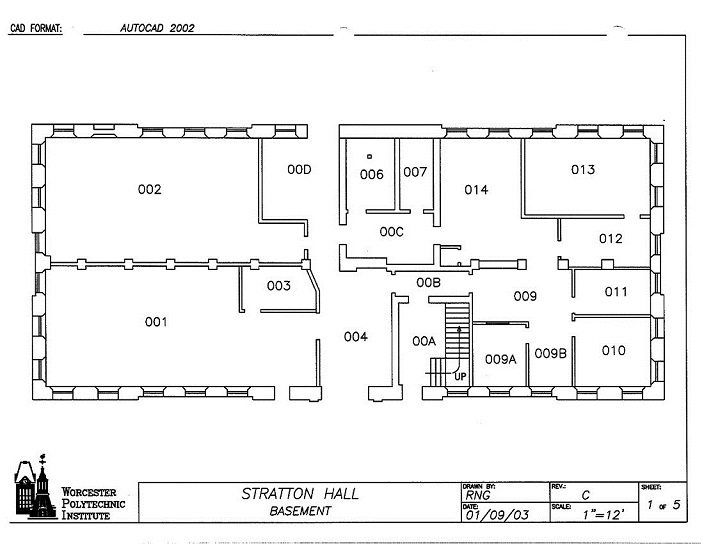 CAD FORMAT: AUTOCAD 2002
002
00D
006
007
014
013
00C
012
003
00B
009
011
001
004
00A
009A
009B
010
UP
WORCESTER
POLYTECHNIC
INSTITUTE
STRATTON HALL
BASEMENT
DRAWN BY:
RNG
DATE:
01/09/03
REV.:
C
SCALE:
1"=12'
SHEET:
1 OF 5